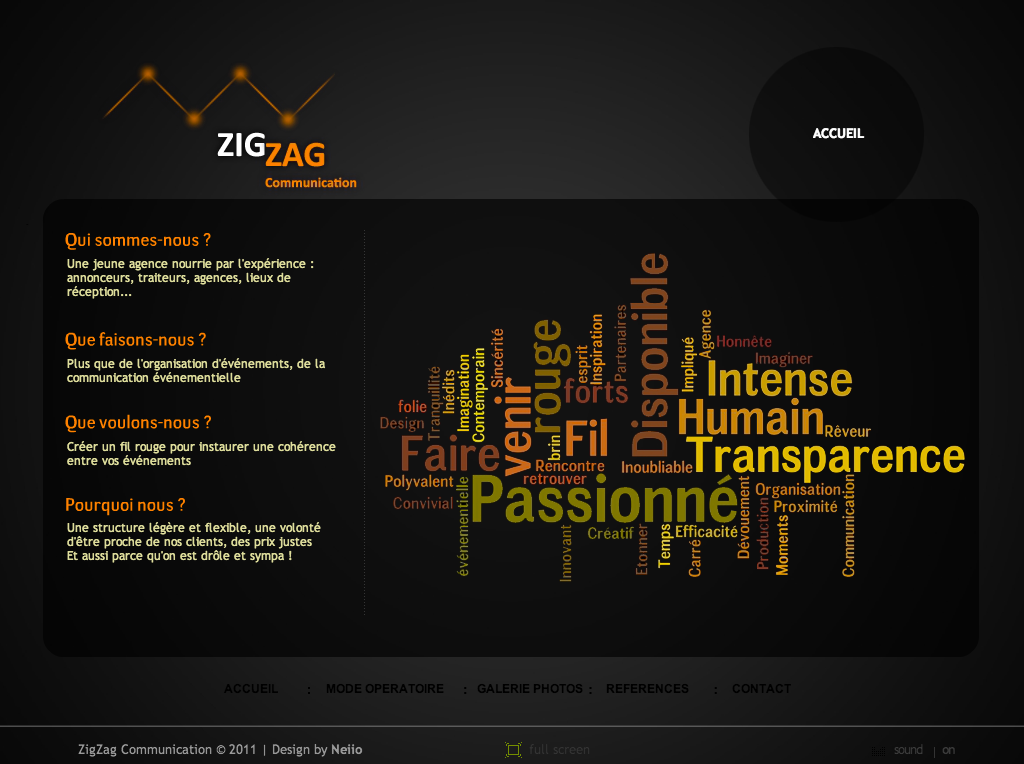 ZIGZAG
Communication
ACCUEIL
Qui sommes-nous ?
Une jeune agence nourrie par l'expérience :
annonceurs, traiteurs, agences, lieux de
réception...
Que faisons-nous ?
Plus que de l'organisation d'événements, de la
communication événementielle
Que voulons-nous ?
Créer un fil rouge pour instaurer une cohérence
entre vos événements
Pourquoi nous ?
Une structure légère et flexible, une volonté
d'être proche de nos clients, des prix justes
Et aussi parce qu'on est drôle et sympa !
Disponible
rouge
esprit
Inspiration
Partenaires
Agence
Impliqué
Honnête
Imaginer
Sincérité
Contemporain
Imagination
Inédits
Tranquillité
folie
Design
venir
forts
Intense
Humain
Rêveur
Faire
brin
Fil
Rencontre
retrouver
Inoubliable
Transparence
Polyvalent
Convivial
événementielle
Passionné
Dévouement
Organisation
Proximité
Production
Moments
Communication
Innovant
Créatif
Etonner
Temps
Efficacité
Carré
ACCUEIL : MODE OPERATOIRE : GALERIE PHOTOS : REFERENCES : CONTACT
ZigZag Communication © 2011 | Design by Neiio
full screen
sound | on